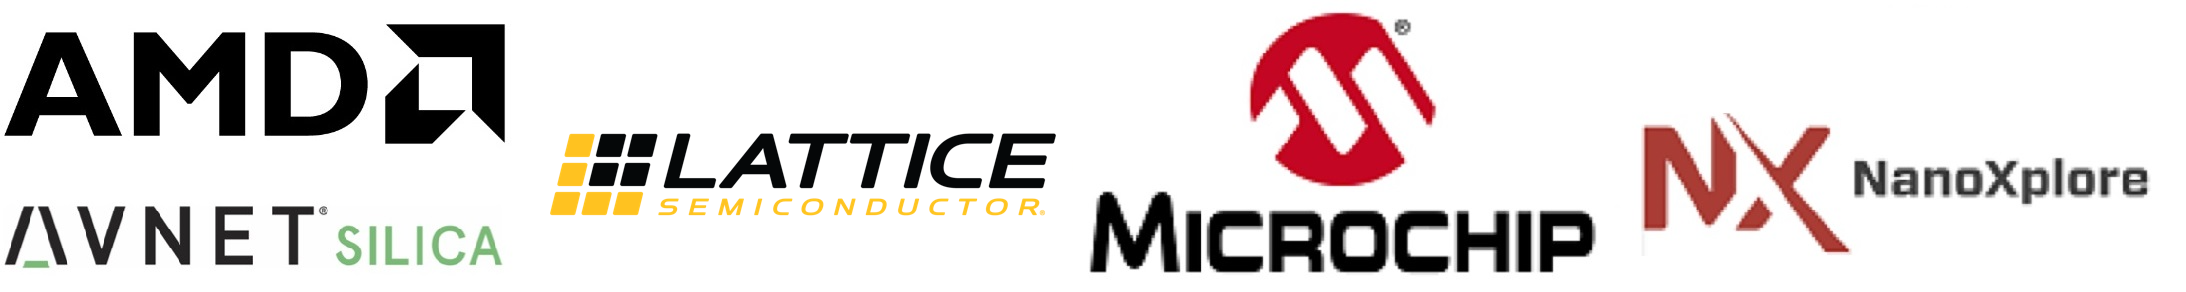 AMD
AVNET® SILICA
LATTICE
SEMICONDUCTOR.
®
MICROCHIP
NX NanoXplore